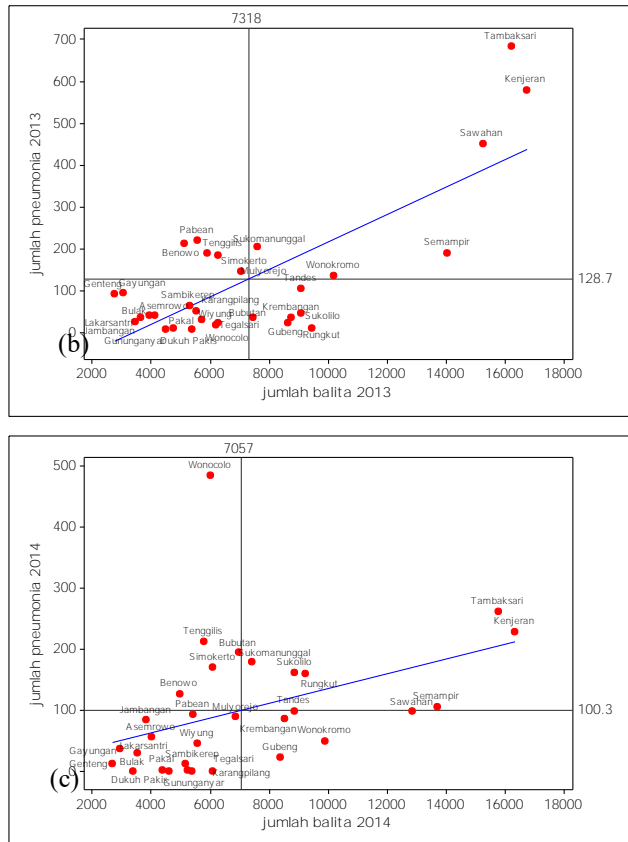 7318
700
600
500
400
300
200
100
0
jumlah pneumonia 2013
Tambaksari
Kenjeran
Sawahan
Semampir
Pabean
Tenggilis
Sukomanunggal
Benowo
Simokerto
Mulyorejo
Wonokromo
Tandes
128.7
Genteng
Gayungan
Sambikerep
Karangpilang
Asemrowo
Bulak
Wiyung
Bubutan
Krembangan
Sukolilo
Lakarsantri
Pakal
Tegalsari
Jambangan
Gununganyar
Dukuh Pakis
Wonocolo
Gubeng
Rungkut
(b)
2000 4000 6000 8000 10000 12000 14000 16000 18000
jumlah balita 2013
7057
500
400
300
200
100
0
jumlah pneumonia 2014
Wonocolo
Tambaksari
Kenjeran
Tenggilis
Bubutan
Simokerto
Sukomanunggal
Sukolilo
Rungkut
Benowo
Pabean
Mulyorejo
Tandes
Sawahan
Semampir
100.3
Jambangan
Asemrowo
Krembangan
Wonokromo
Gayungan
Lakarsantri
Wiyung
Gubeng
Genteng
Bulak
Pakal
Sambikerep
Tegalsari
Karangpilang
Dukuh Pakis
Gununganyar
(c)
2000 4000 6000 8000 10000 12000 14000 16000 18000
jumlah balita 2014